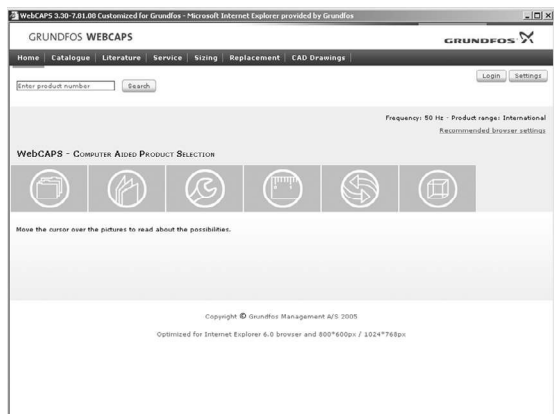 WebCAPS 3.30-7.01.00 Customized for Grundfos - Microsoft Internet Explorer provided by Grundfos
GRUNDFOS WEBCAPS
GRUNDFOS
Home Catalogue Literature Service Sizing Replacement CAD Drawings
Login Settings
Enter product number Search
Frequency: 50 Hz - Product range: International
Recommended browser settings
WebCAPS - Computer Aided Product Selection
Move the cursor over the pictures to read about the possibilities.
Copyright © Grundfos Management A/S 2005
Optimized for Internet Explorer 6.0 browser and 800*600px / 1024*768px